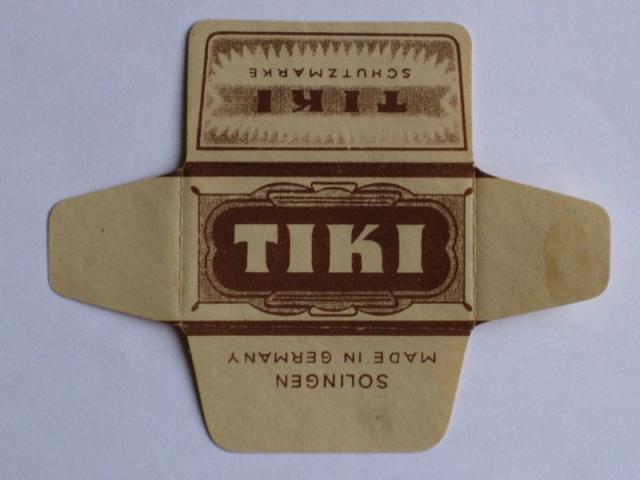 TIKI
SCHUTZMARKE
TIKI
SOLINGEN
MADE IN GERMANY